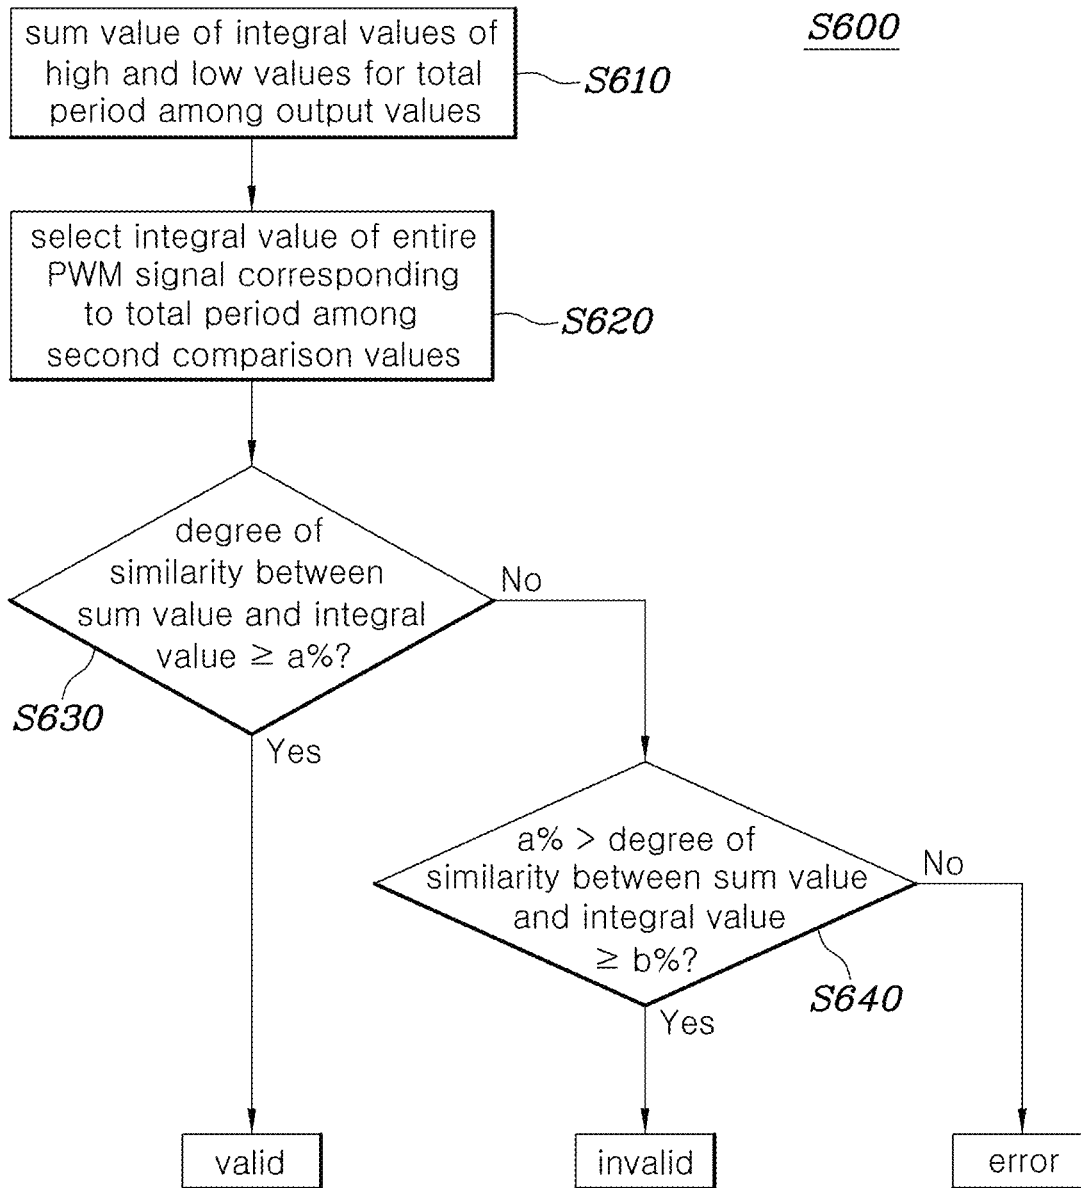 S600
sum value of integral values of
high and low values for total
period among output values
S610
select integral value of entire
PWM signal corresponding
to total period among
second comparison values
S620
degree of
similarity between
sum value and integral
value ≥ a%?
No
S630
Yes
a% > degree of
similarity between sum value
and integral value
≥ b%?
No
S640
Yes
valid
invalid
error